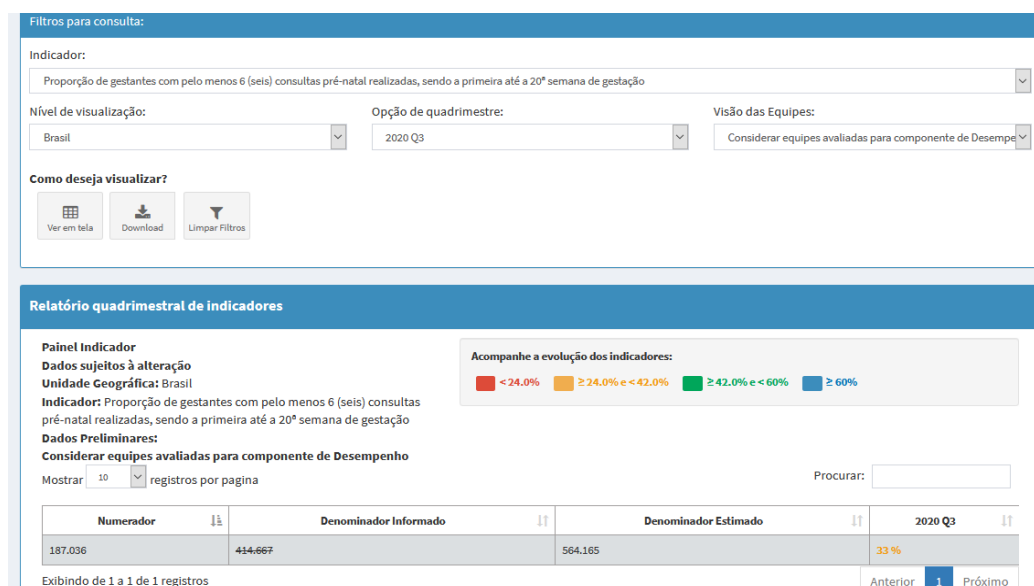 Filtros para consulta:
Indicador:
Proporção de gestantes com pelo menos 6 (seis) consultas pré-natal realizadas, sendo a primeira até a 20ª semana de gestação
Nível de visualização: Opção de quadrimestre: Visão das Equipes:
Brasil 2020 Q3 Considerar equipes avaliadas para componente de Desempe
Como deseja visualizar?
Ver em tela Download Limpar Filtros
Relatório quadrimestral de indicadores
Painel Indicador
Dados sujeitos à alteração
Unidade Geográfica: Brasil
Indicador: Proporção de gestantes com pelo menos 6 (seis) consultas
pré-natal realizadas, sendo a primeira até a 20ª semana de gestação
Dados Preliminares:
Considerar equipes avaliadas para componente de Desempenho
Acompanhe a evolução dos indicadores:
< 24.0% ≥ 24.0% e < 42.0% ≥ 42.0% e < 60% ≥ 60%
Mostrar 10 registros por pagina Procurar:
Numerador Denominador Informado Denominador Estimado 2020 Q3
187.036 414.667 564.165 33 %
Exibindo de 1 a 1 de 1 registros Anterior 1 Próximo